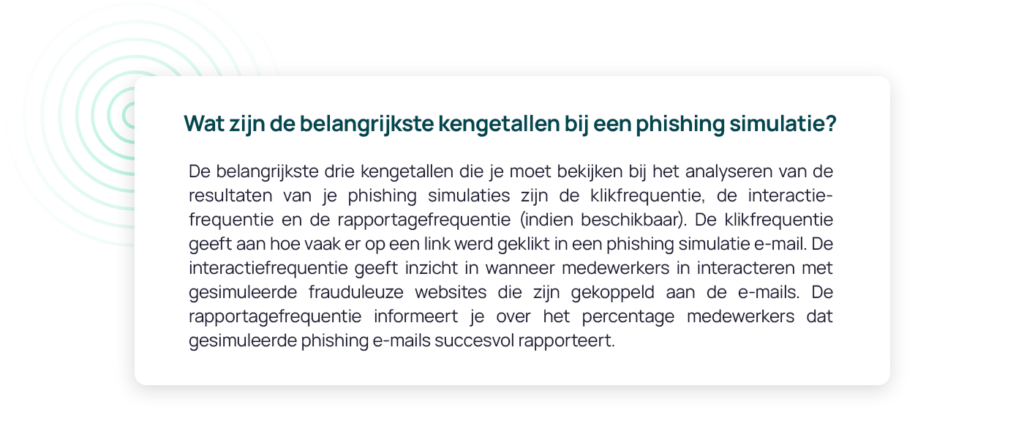 Wat zijn de belangrijkste kengetallen bij een phishing simulatie?
De belangrijkste drie kengetallen die je moet bekijken bij het analyseren van de
resultaten van je phishing simulaties zijn de klikfrequentie, de interactie-
frequentie en de rapportagefrequentie (indien beschikbaar). De klikfrequentie
geeft aan hoe vaak er op een link werd geklikt in een phishing simulatie e-mail. De
interactiefrequentie geeft inzicht in wanneer medewerkers in interacteren met
gesimuleerde frauduleuze websites die zijn gekoppeld aan de e-mails. De
rapportagefrequentie informeert je over het percentage medewerkers dat
gesimuleerde phishing e-mails succesvol rapporteert.